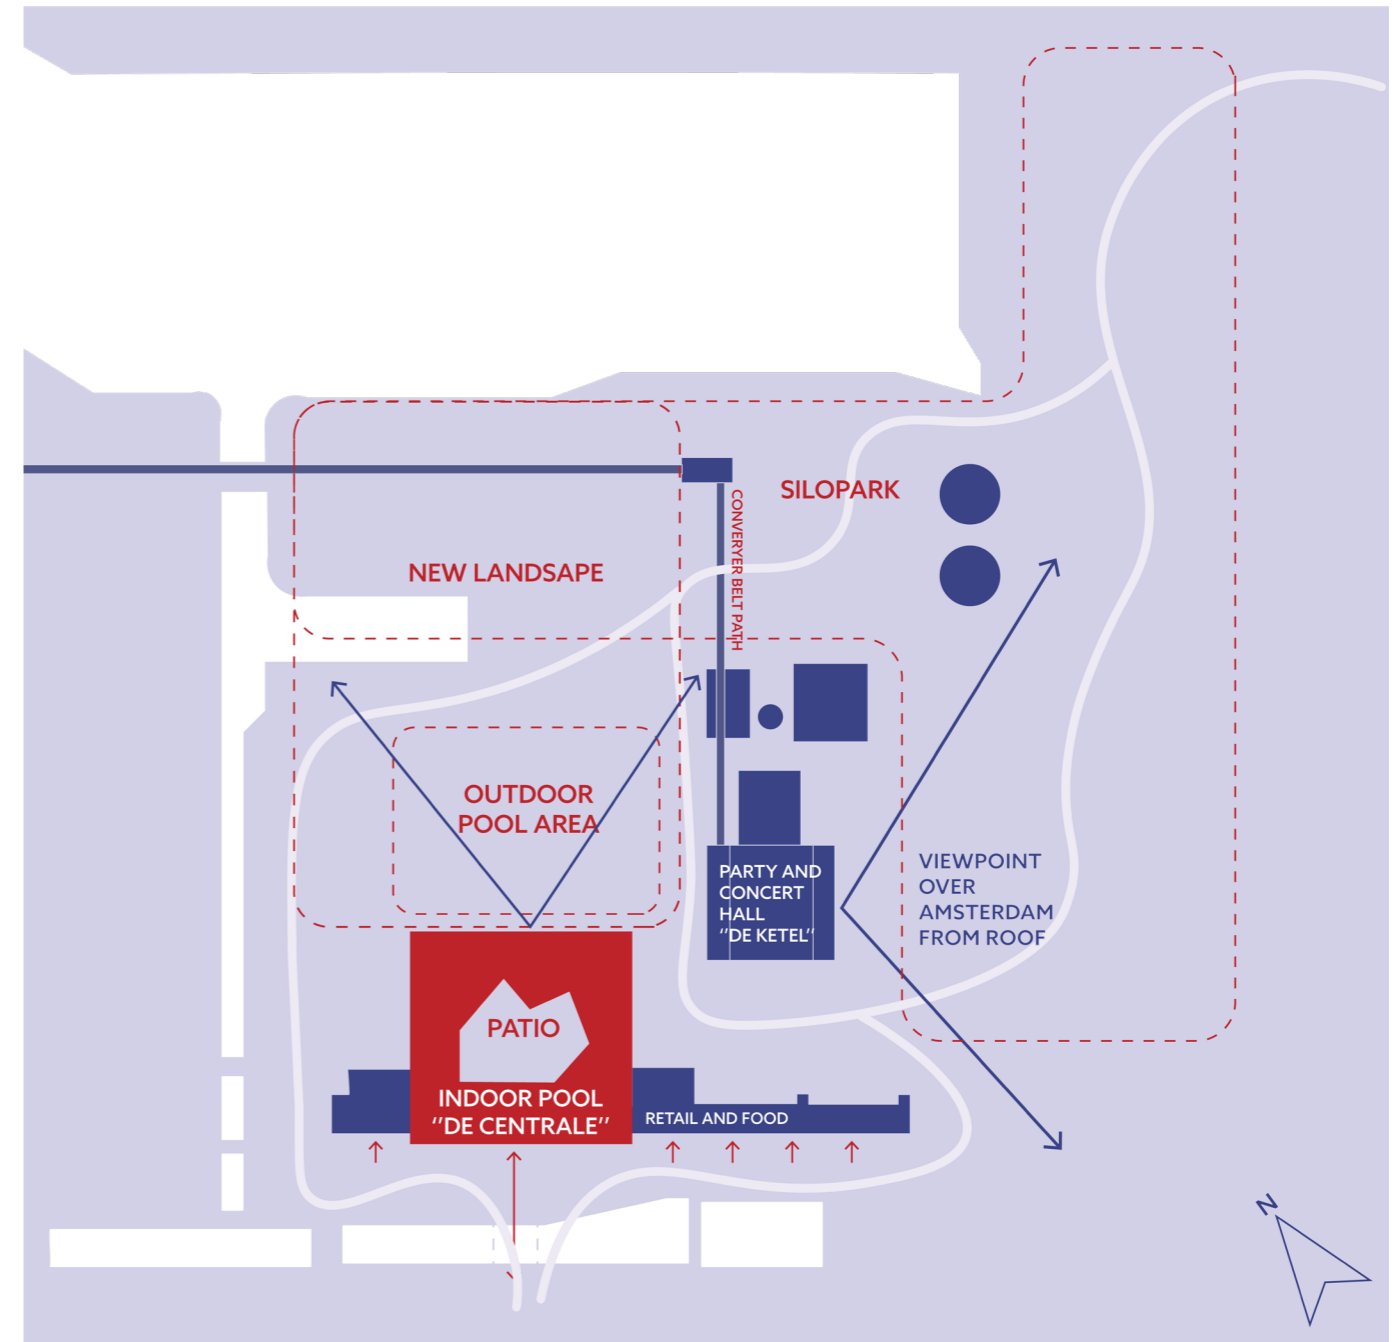 SILOPARK
CONVERYER BELT PATH
NEW LANDSAPE
OUTDOOR
POOL AREA
PARTY AND
CONCERT
HALL
''DE KETEL''
VIEWPOINT
OVER
AMSTERDAM
FROM ROOF
PATIO
INDOOR POOL
''DE CENTRALE''
RETAIL AND FOOD
N